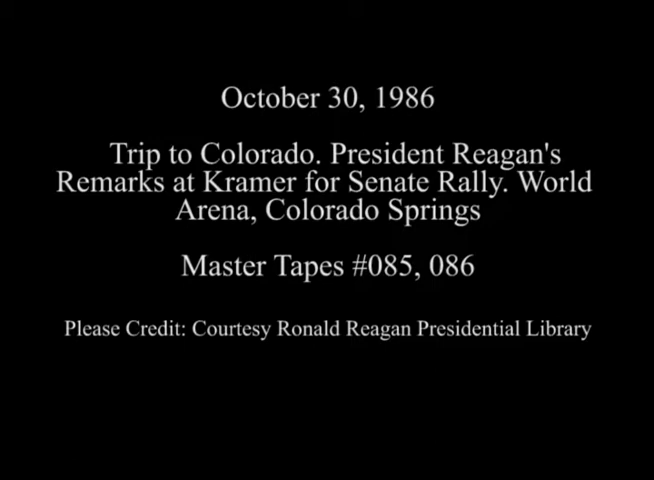 October 30, 1986
Trip to Colorado. President Reagan's
Remarks at Kramer for Senate Rally. World
Arena, Colorado Springs
Master Tapes #085, 086
Please Credit: Courtesy Ronald Reagan Presidential Library